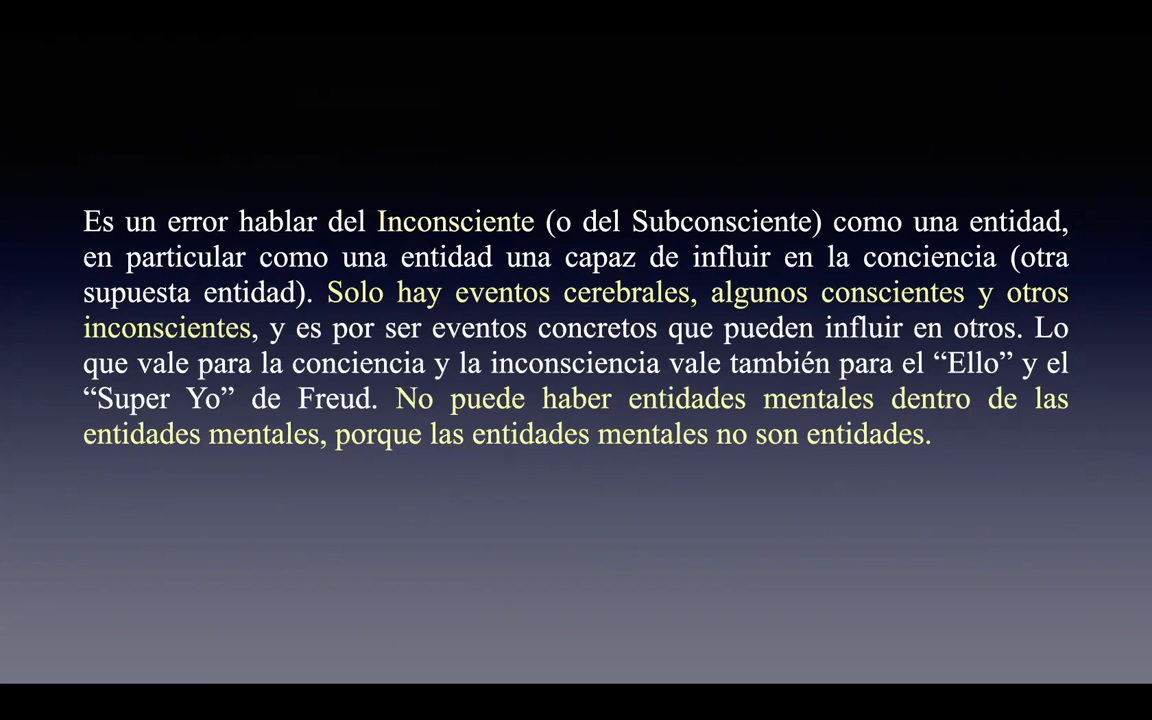 Es un error hablar del Inconsciente (o del Subconsciente) como una entidad,
en particular como una entidad una capaz de influir en la conciencia (otra
supuesta entidad). Solo hay eventos cerebrales, algunos conscientes y otros
inconscientes, y es por ser eventos concretos que pueden influir en otros. Lo
que vale para la conciencia y la inconsciencia vale también para el “Ello” y el
“Super Yo” de Freud. No puede haber entidades mentales dentro de las
entidades mentales, porque las entidades mentales no son entidades.